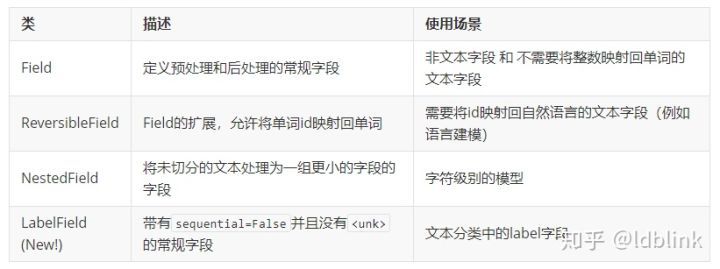 类 描述 使用场景
Field 定义预处理和后处理的常规字段 非文本字段 和 不需要将整数映射回单词的
文本字段
ReversibleField Field的扩展，允许将单词id映射回单词 需要将id映射回自然语言的文本字段（例如
语言建模）
NestedField 将未切分的文本处理为一组更小的字段的
字段 字符级别的模型
LabelField
(New!) 带有 sequential=False 并且没有 <unk>
的常规字段 文本分类中的label字段
知乎 @ldblink